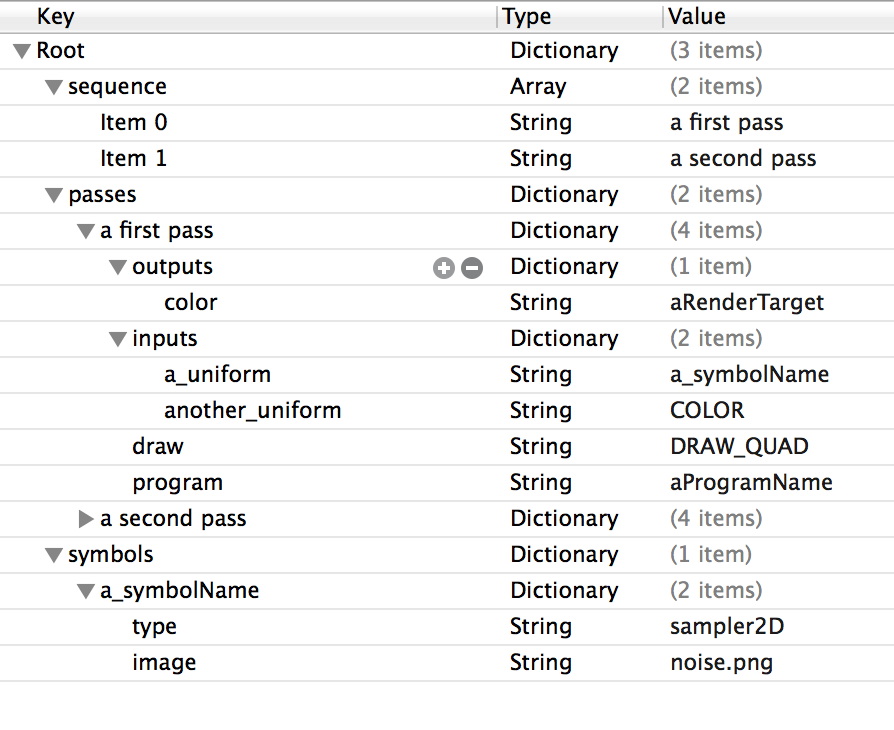 Key Type Value
Root Dictionary (3 items)
sequence Array (2 items)
Item 0 String a first pass
Item 1 String a second pass
passes Dictionary (2 items)
a first pass Dictionary (4 items)
outputs Dictionary (1 item)
color String aRenderTarget
inputs Dictionary (2 items)
a_uniform String a_symbolName
another_uniform String COLOR
draw String DRAW_QUAD
program String aProgramName
a second pass Dictionary (4 items)
symbols Dictionary (1 item)
a_symbolName Dictionary (2 items)
type String sampler2D
image String noise.png